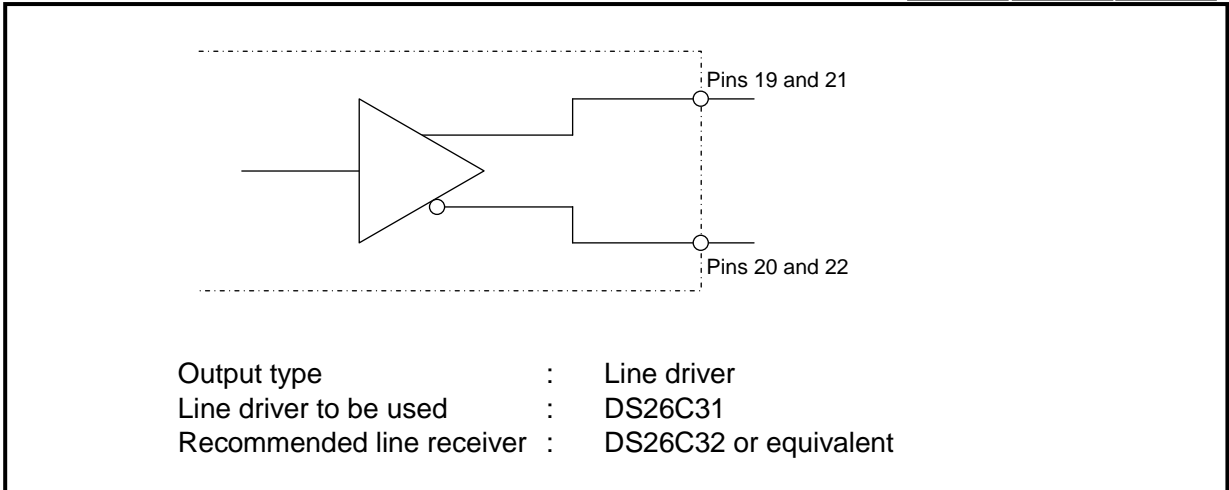 Pins 19 and 21
Pins 20 and 22
Output type : Line driver
Line driver to be used : DS26C31
Recommended line receiver : DS26C32 or equivalent